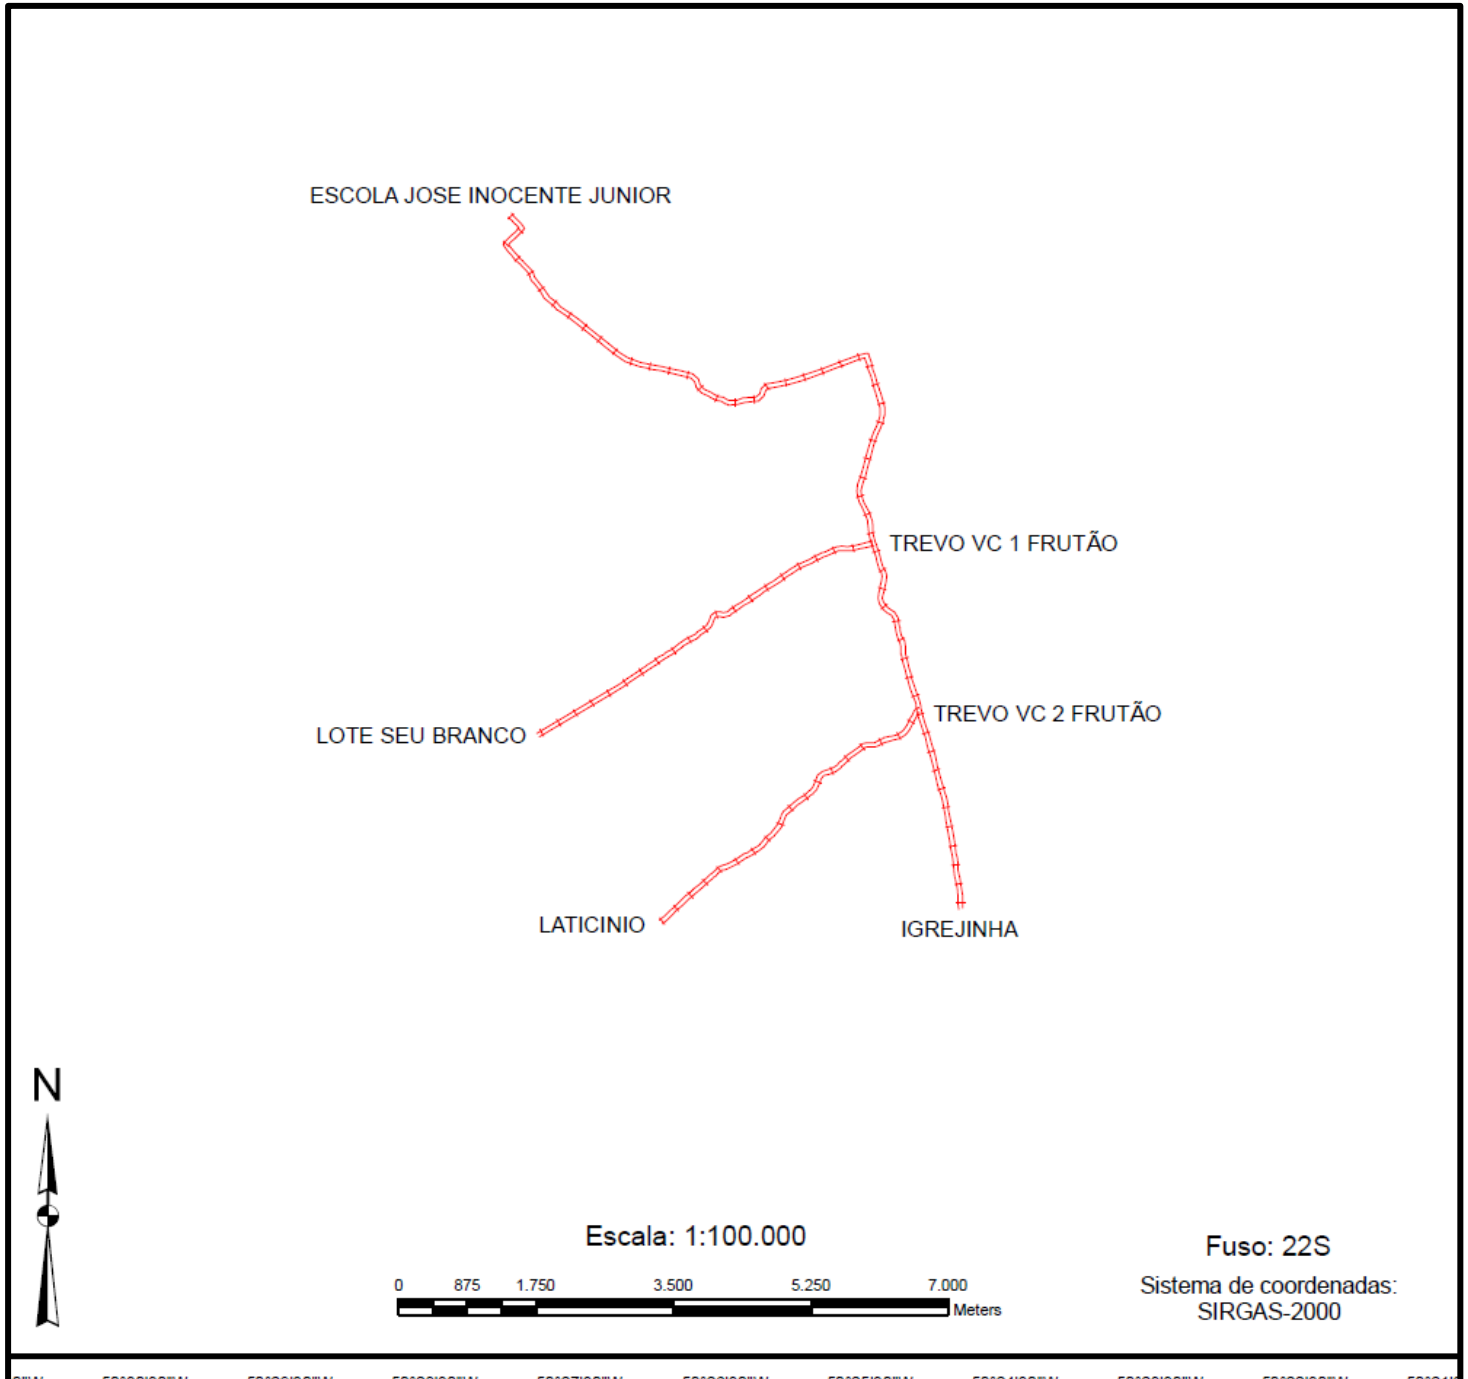 ESCOLA JOSE INOCENTE JUNIOR
TREVO VC 1 FRUTÃO
TREVO VC 2 FRUTÃO
LOTE SEU BRANCO
LATICINIO
IGREJINHA
N
Escala: 1:100.000
0 875 1.750 3.500 5.250 7.000
Meters
Fuso: 22S
Sistema de coordenadas:
SIRGAS-2000